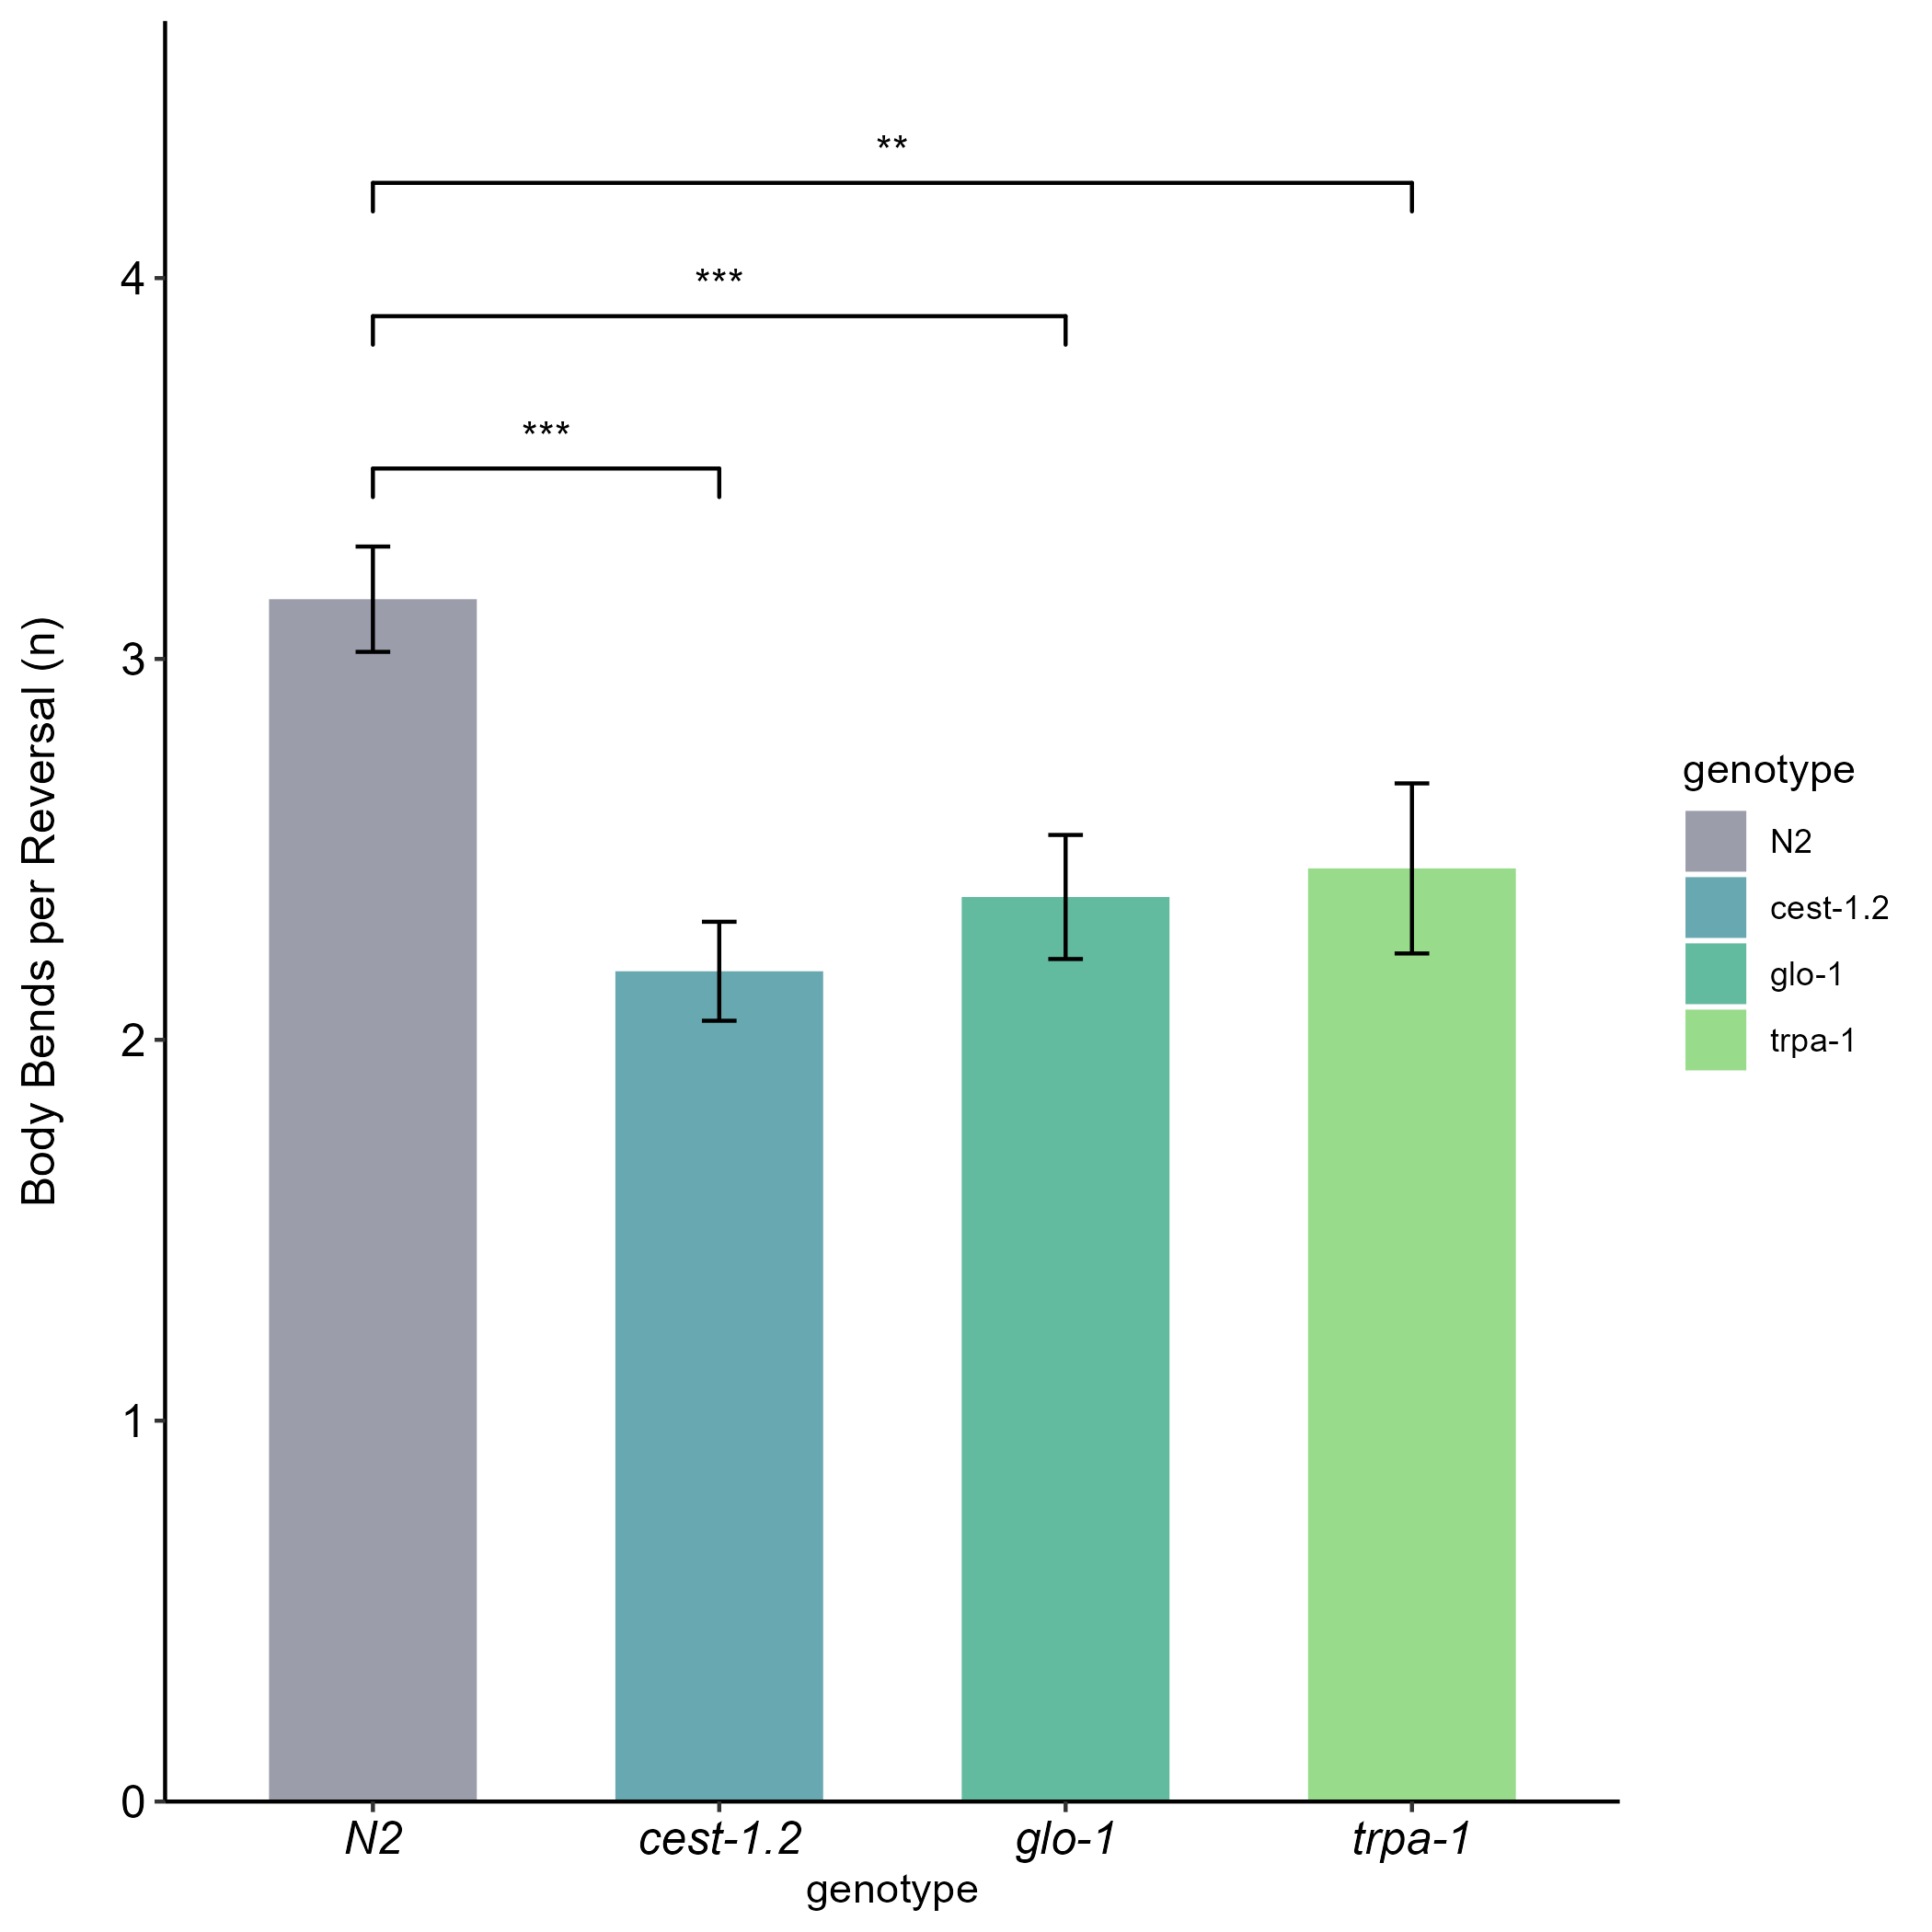 **
4
***
***
3
2
1
0
Body Bends per Reversal (n)
N2
cest-1.2
glo-1
trpa-1
genotype
genotype
N2
cest-1.2
glo-1
trpa-1